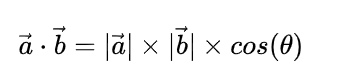 a⃗ · b⃗ = |a⃗| × |b⃗| × cos(θ)